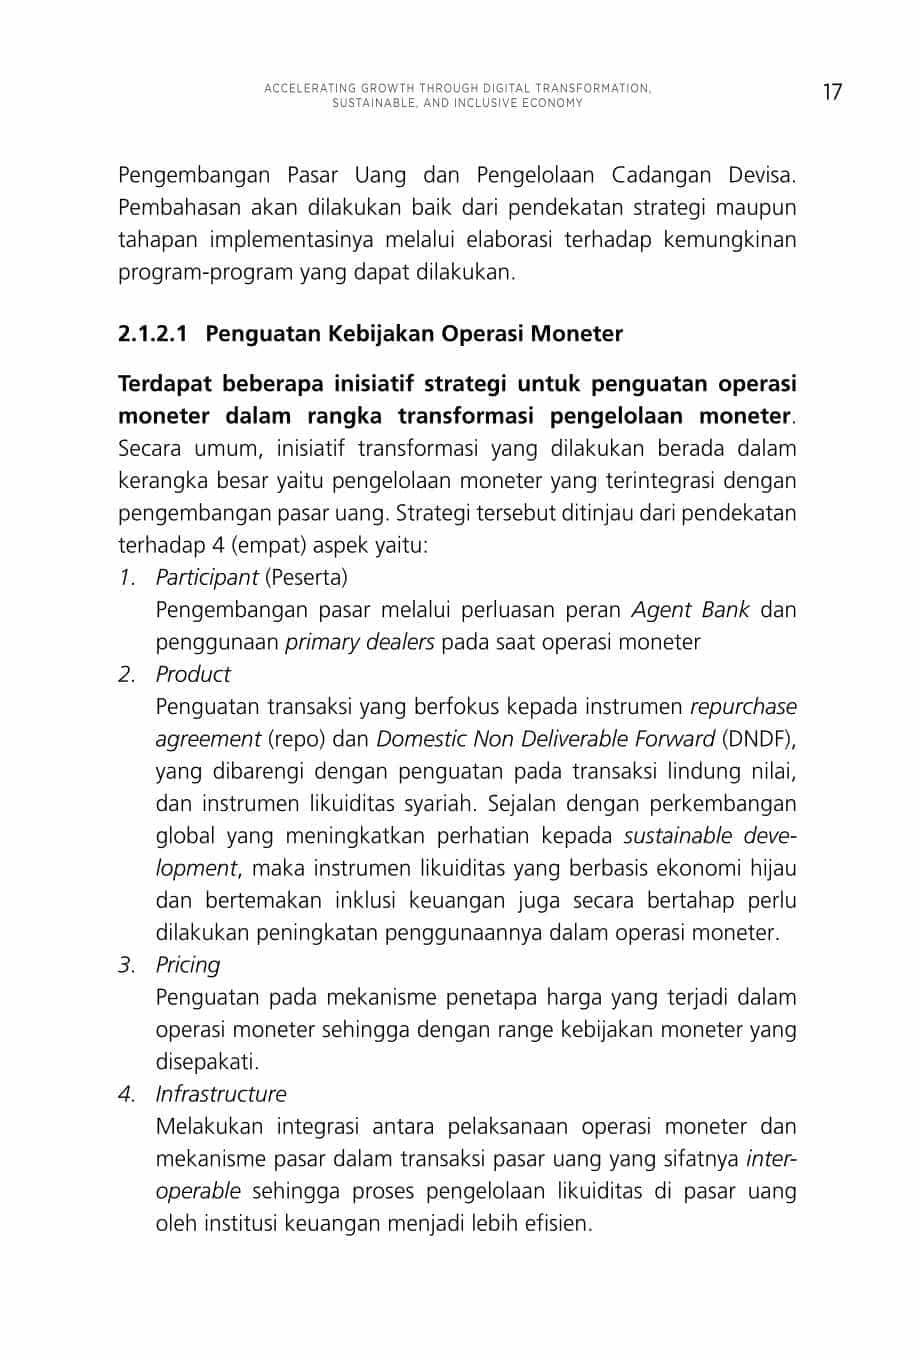 ACCELERATING GROWTH THROUGH DIGITAL TRANSFORMATION,
SUSTAINABLE, AND INCLUSIVE ECONOMY
17
Pengembangan Pasar Uang dan Pengelolaan Cadangan Devisa.
Pembahasan akan dilakukan baik dari pendekatan strategi maupun
tahapan implementasinya melalui elaborasi terhadap kemungkinan
program-program yang dapat dilakukan.
2.1.2.1 Penguatan Kebijakan Operasi Moneter
Terdapat beberapa inisiatif strategi untuk penguatan operasi
moneter dalam rangka transformasi pengelolaan moneter.
Secara umum, inisiatif transformasi yang dilakukan berada dalam
kerangka besar yaitu pengelolaan moneter yang terintegrasi dengan
pengembangan pasar uang. Strategi tersebut ditinjau dari pendekatan
terhadap 4 (empat) aspek yaitu:
1. Participant (Peserta)
Pengembangan pasar melalui perluasan peran Agent Bank dan
penggunaan primary dealers pada saat operasi moneter
2. Product
Penguatan transaksi yang berfokus kepada instrumen repurchase
agreement (repo) dan Domestic Non Deliverable Forward (DNDF),
yang dibarengi dengan penguatan pada transaksi lindung nilai,
dan instrumen likuiditas syariah. Sejalan dengan perkembangan
global yang meningkatkan perhatian kepada sustainable deve-
lopment, maka instrumen likuiditas yang berbasis ekonomi hijau
dan bertemakan inklusi keuangan juga secara bertahap perlu
dilakukan peningkatan penggunaannya dalam operasi moneter.
3. Pricing
Penguatan pada mekanisme penetapa harga yang terjadi dalam
operasi moneter sehingga dengan range kebijakan moneter yang
disepakati.
4. Infrastructure
Melakukan integrasi antara pelaksanaan operasi moneter dan
mekanisme pasar dalam transaksi pasar uang yang sifatnya inter-
operable sehingga proses pengelolaan likuiditas di pasar uang
oleh institusi keuangan menjadi lebih efisien.